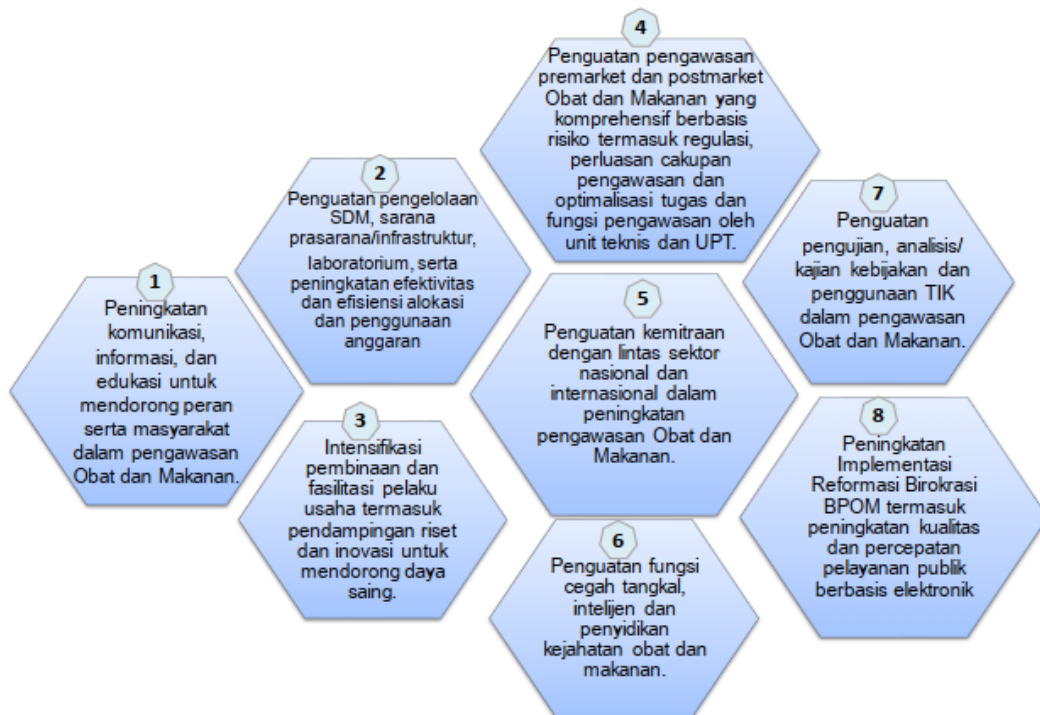 1
Peningkatan
komunikasi,
informasi, dan
edukasi untuk
mendorong peran
serta masyarakat
dalam pengawasan
Obat dan Makanan.
2
Penguatan pengelolaan
SDM, sarana
prasarana/infrastruktur,
laboratorium, serta
peningkatan efektivitas
dan efisiensi alokasi
dan penggunaan
anggaran
3
Intensifikasi
pembinaan dan
fasilitasi pelaku
usaha termasuk
pendampingan riset
dan inovasi untuk
mendorong daya
saing.
4
Penguatan pengawasan
premarket dan postmarket
Obat dan Makanan yang
komprehensif berbasis
risiko termasuk regulasi,
perluasan cakupan
pengawasan dan
optimalisasi tugas dan
fungsi pengawasan oleh
unit teknis dan UPT.
5
Penguatan kemitraan
dengan lintas sektor
nasional dan
internasional dalam
peningkatan
pengawasan Obat dan
Makanan.
6
Penguatan fungsi
cegah tangkal,
intelijen dan
penyidikan
kejahatan obat dan
makanan.
7
Penguatan
pengujian, analisis/
kajian kebijakan dan
penggunaan TIK
dalam pengawasan
Obat dan Makanan.
8
Peningkatan
Implementasi
Reformasi Birokrasi
BPOM termasuk
peningkatan kualitas
dan percepatan
pelayanan publik
berbasis elektronik